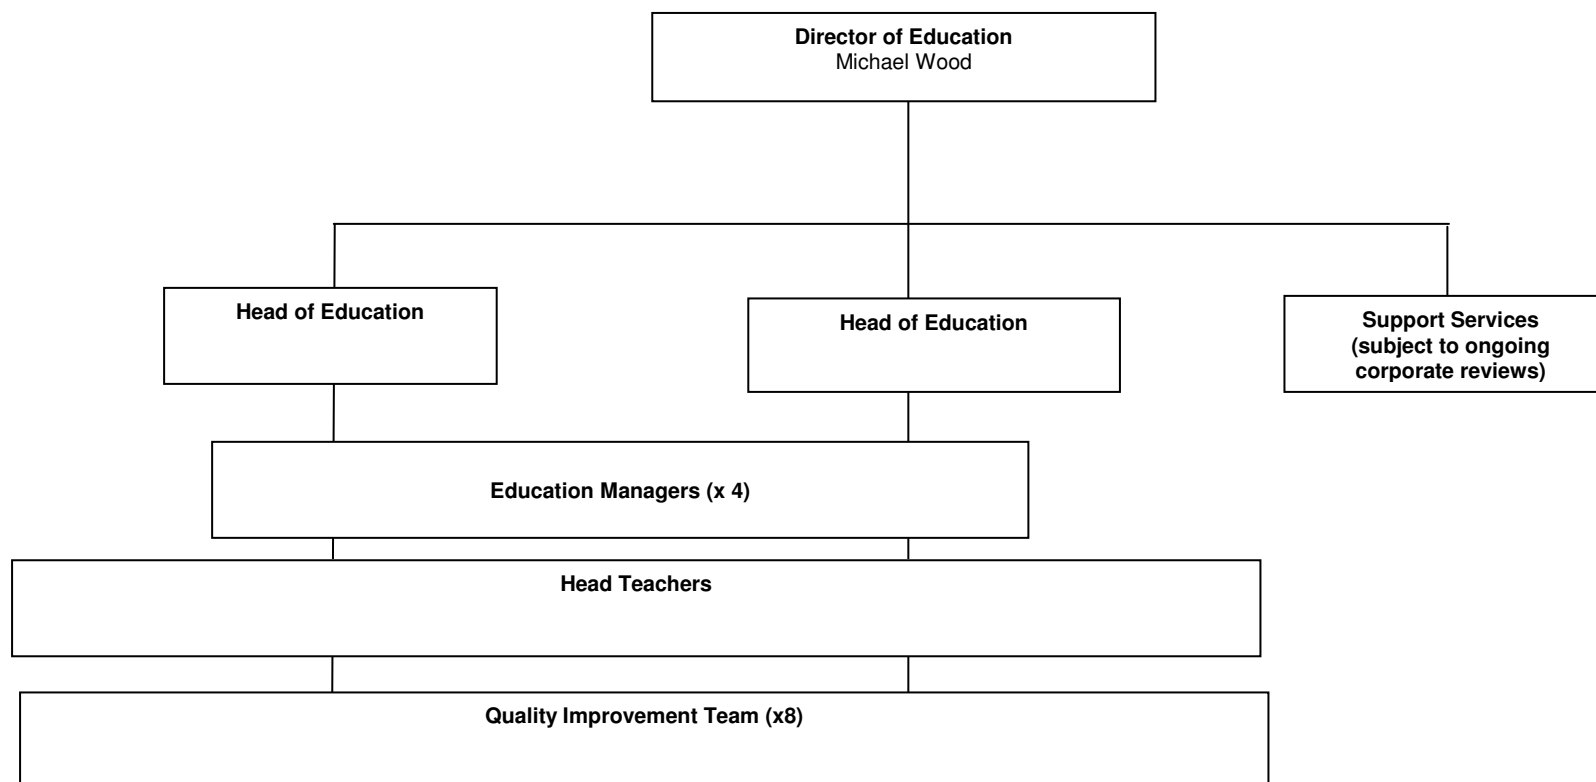 Director of Education
Michael Wood
Head of Education
Head of Education
Support Services
(subject to ongoing
corporate reviews)
Education Managers (x 4)
Head Teachers
Quality Improvement Team (x8)